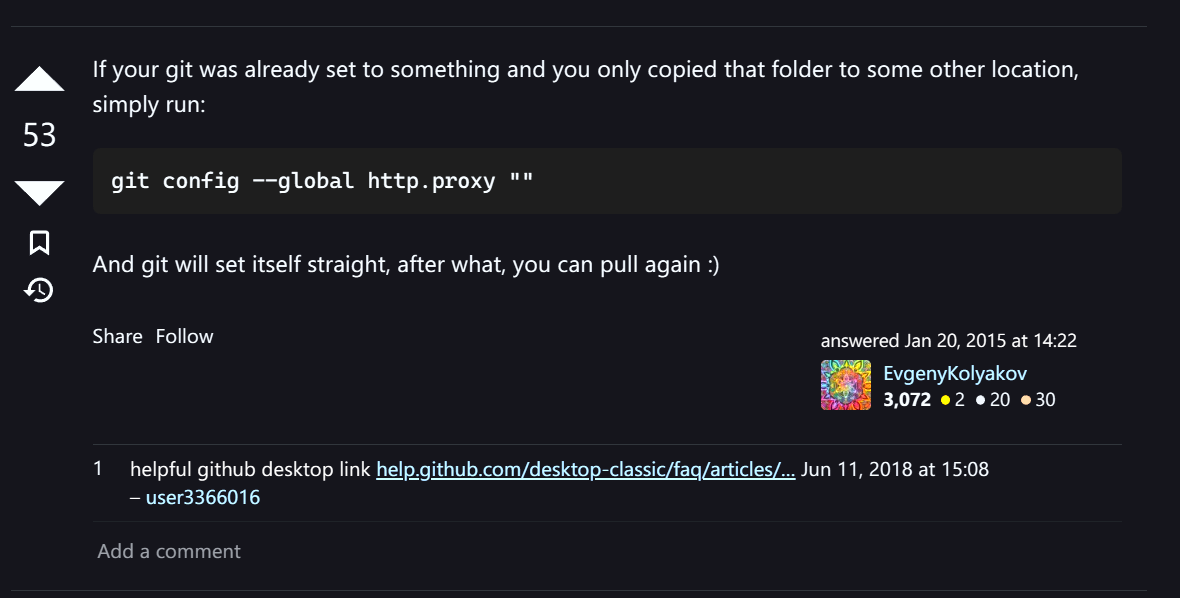 If your git was already set to something and you only copied that folder to some other location,
simply run:
53
git config --global http.proxy ""
And git will set itself straight, after what, you can pull again :)
Share Follow
answered Jan 20, 2015 at 14:22
EvgenyKolyakov
3,072 2 20 30
1 helpful github desktop link help.github.com/desktop-classic/faq/articles/… Jun 11, 2018 at 15:08
– user3366016
Add a comment